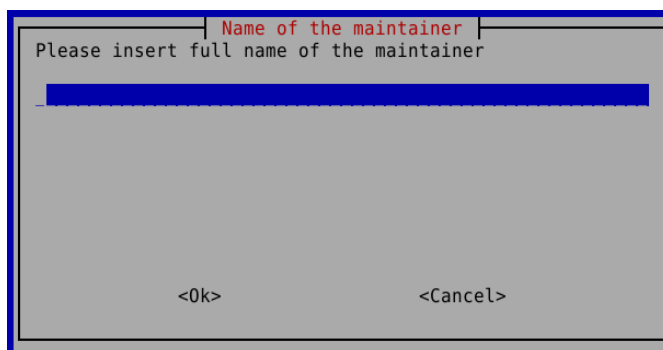 Name of the maintainer
Please insert full name of the maintainer
<Ok> <Cancel>